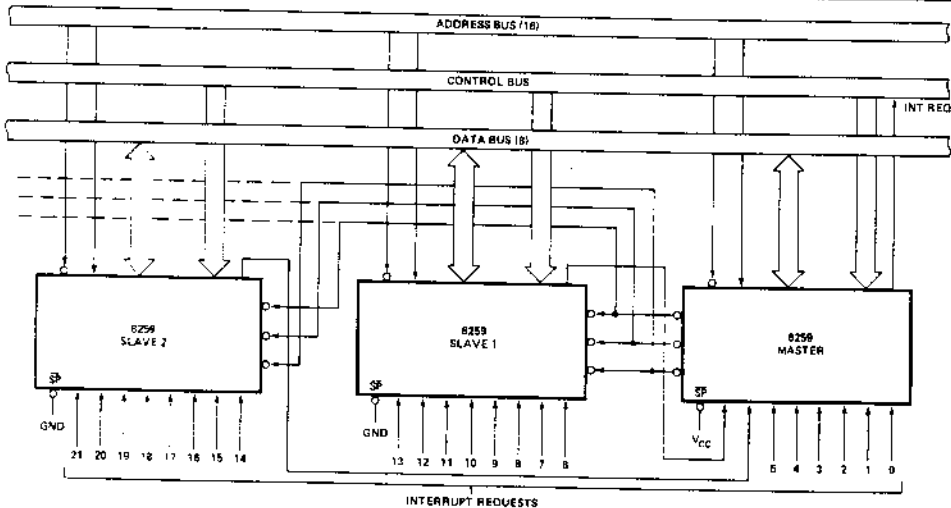 ADDRESS BUS (16)
CONTROL BUS
INT REQ
DATA BUS (8)
8259
SLAVE 2
8259
SLAVE 1
8259
MASTER
SP
SP
SP
GND
GND
VCC
21 20 19 18 17 16 15 14
13 12 11 10 9 8 7 6
5 4 3 2 1 0
INTERRUPT REQUESTS